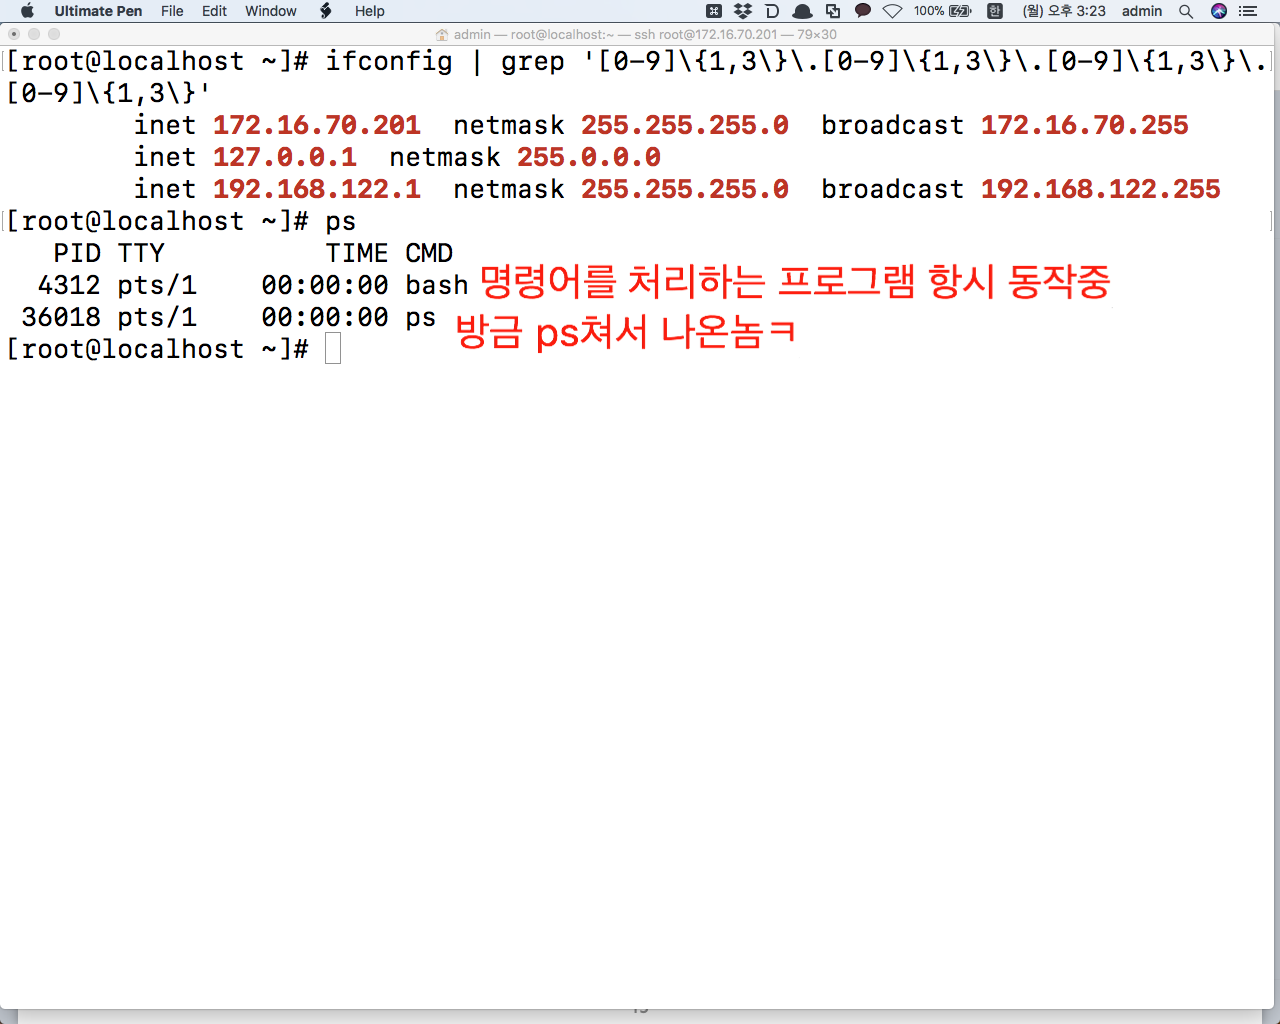 Ultimate Pen File Edit Window Help 100% 한 (월) 오후 3:23 admin
admin — root@localhost:~ — ssh root@172.16.70.201 — 79×30
[root@localhost ~]# ifconfig | grep '[0-9]\{1,3\}\.[0-9]\{1,3\}\.[0-9]\{1,3\}\.
[0-9]\{1,3\}'
inet 172.16.70.201 netmask 255.255.255.0 broadcast 172.16.70.255
inet 127.0.0.1 netmask 255.0.0.0
inet 192.168.122.1 netmask 255.255.255.0 broadcast 192.168.122.255
[root@localhost ~]# ps
PID TTY TIME CMD
4312 pts/1 00:00:00 bash 명령어를 처리하는 프로그램 항시 동작중
36018 pts/1 00:00:00 ps 방금 ps쳐서 나온놈ㅋ
[root@localhost ~]#